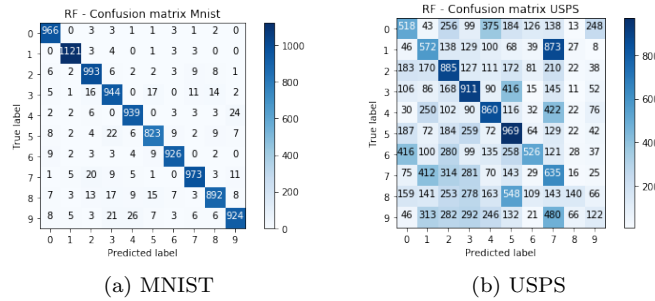 RF - Confusion matrix Mnist
True label
0 966 0 3 1 1 3 3 1 2 0
1 0 1121 3 4 0 1 3 1 1 1
2 6 2 993 6 2 2 3 9 8 1
3 5 1 16 944 0 17 0 11 14 2
4 2 2 6 0 939 0 3 3 3 24
5 8 2 4 22 6 823 9 2 9 7
6 9 2 3 3 4 9 926 0 2 0
7 1 5 20 9 5 1 0 973 3 11
8 7 3 13 17 9 15 7 3 892 8
9 8 5 3 21 26 7 3 6 6 924
0 1 2 3 4 5 6 7 8 9
Predicted label
1000
800
600
400
200
0
(a) MNIST
RF - Confusion matrix USPS
True label
0 518 43 256 99 375 184 126 138 13 248
1 46 572 138 129 100 68 39 873 27 8
2 183 170 885 127 111 172 81 210 22 38
3 106 86 168 911 90 416 15 145 11 52
4 30 250 102 90 860 116 32 422 22 76
5 187 72 184 259 72 969 64 129 22 42
6 416 100 280 99 135 258 526 121 28 37
7 75 412 314 281 70 143 29 635 16 25
8 159 141 253 278 163 548 109 143 140 66
9 46 313 282 292 246 132 21 480 66 122
0 1 2 3 4 5 6 7 8 9
Predicted label
800
600
400
200
(b) USPS